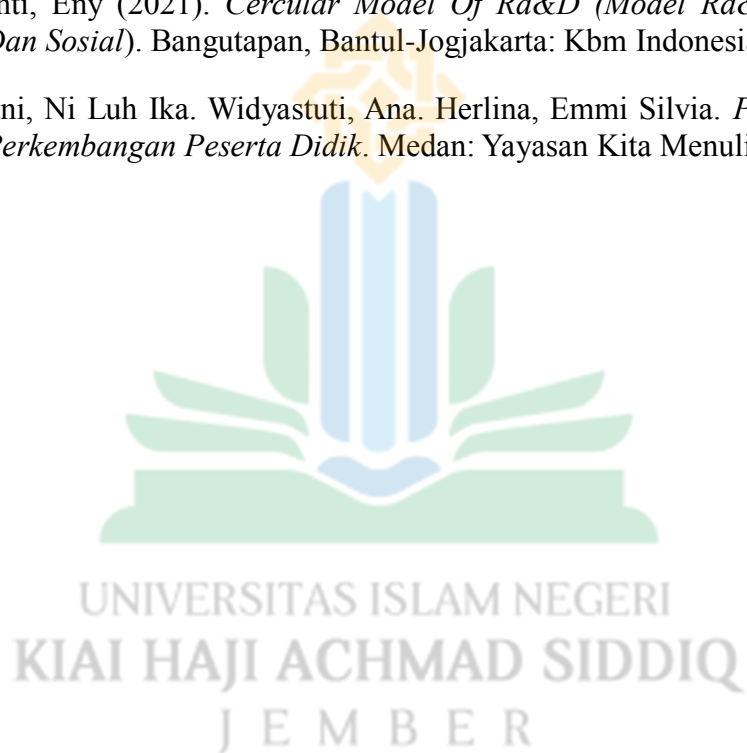 nti, Eny (2021). Cercular Model Of Rd&D (Model Rd&
Dan Sosial). Bangutapan, Bantul-Jogjakarta: Kbm Indonesia
ni, Ni Luh Ika. Widyastuti, Ana. Herlina, Emmi Silvia.
Perkembangan Peserta Didik. Medan: Yayasan Kita Menuli
UNIVERSITAS ISLAM NEGERI
KIAI HAJI ACHMAD SIDDIQ
JEMBER